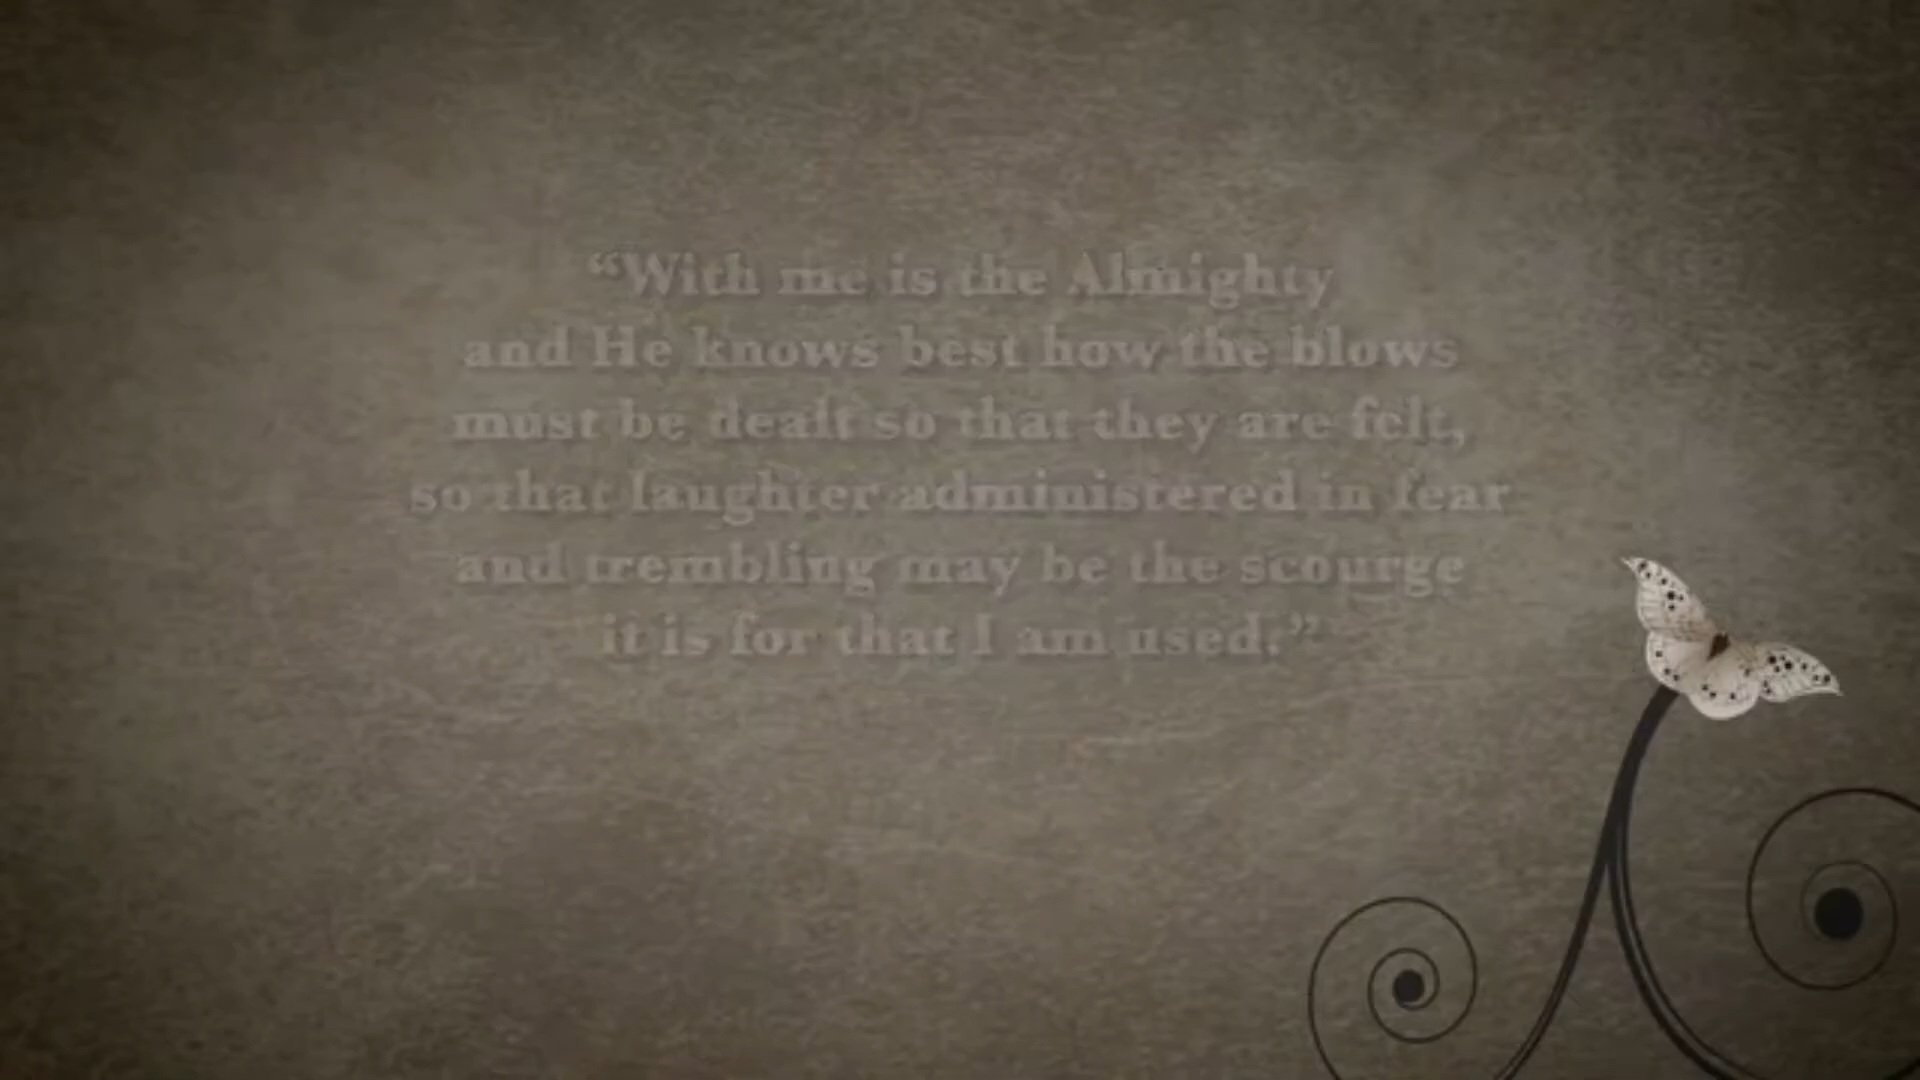 “With me is the Almighty
and He knows best how the blows
must be dealt so that they are felt,
so that laughter administered in fear
and trembling may be the scourge
it is for that I am used.”